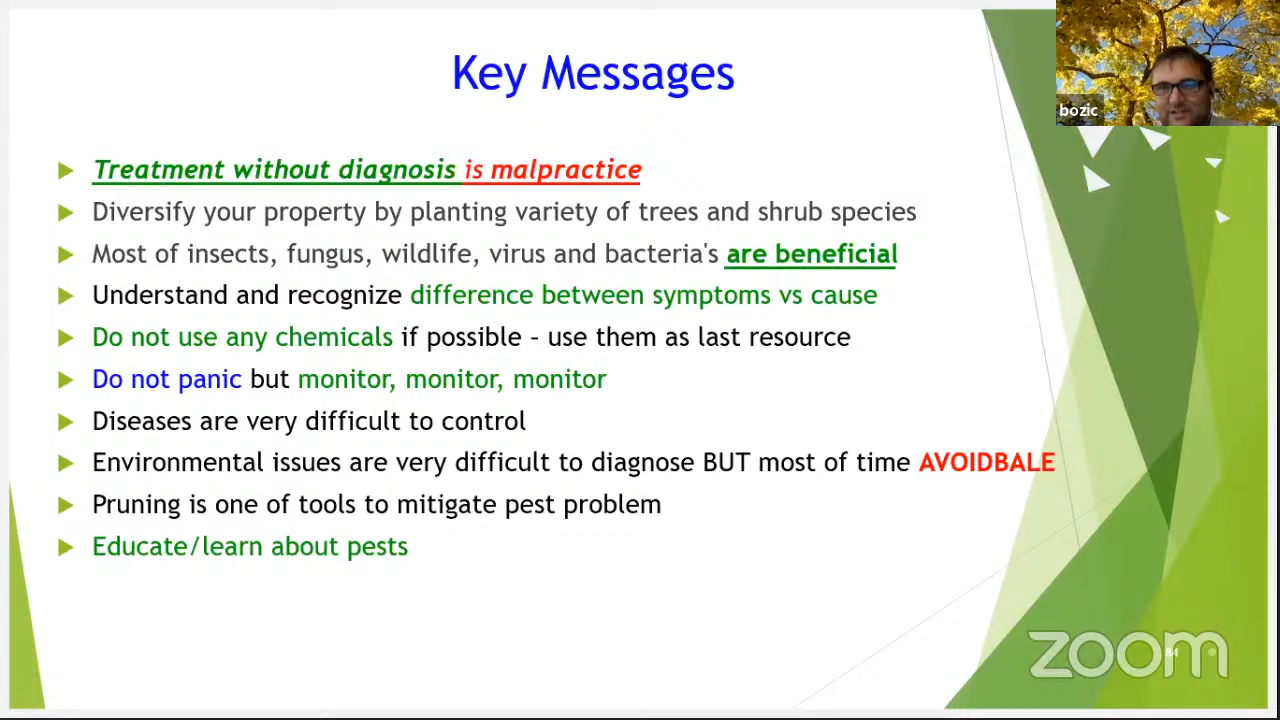 Key Messages
bozic
Treatment without diagnosis is malpractice
Diversify your property by planting variety of trees and shrub species
Most of insects, fungus, wildlife, virus and bacteria's are beneficial
Understand and recognize difference between symptoms vs cause
Do not use any chemicals if possible – use them as last resource
Do not panic but monitor, monitor, monitor
Diseases are very difficult to control
Environmental issues are very difficult to diagnose BUT most of time AVOIDBALE
Pruning is one of tools to mitigate pest problem
Educate/learn about pests
84
zoom